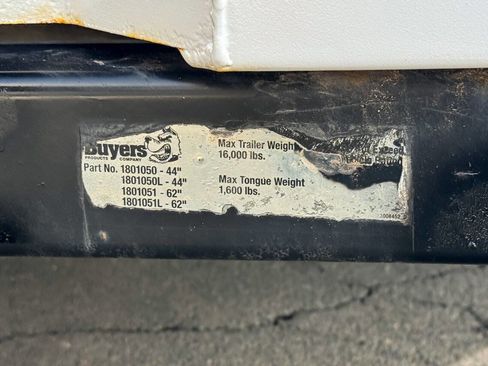 Buyers
PRODUCTS COMPANY
Part No. 1801050 - 44"
1801050L - 44"
1801051 - 62"
1801051L - 62"
Max Trailer Weight
16,000 lbs.
Max Tongue Weight
1,600 lbs.